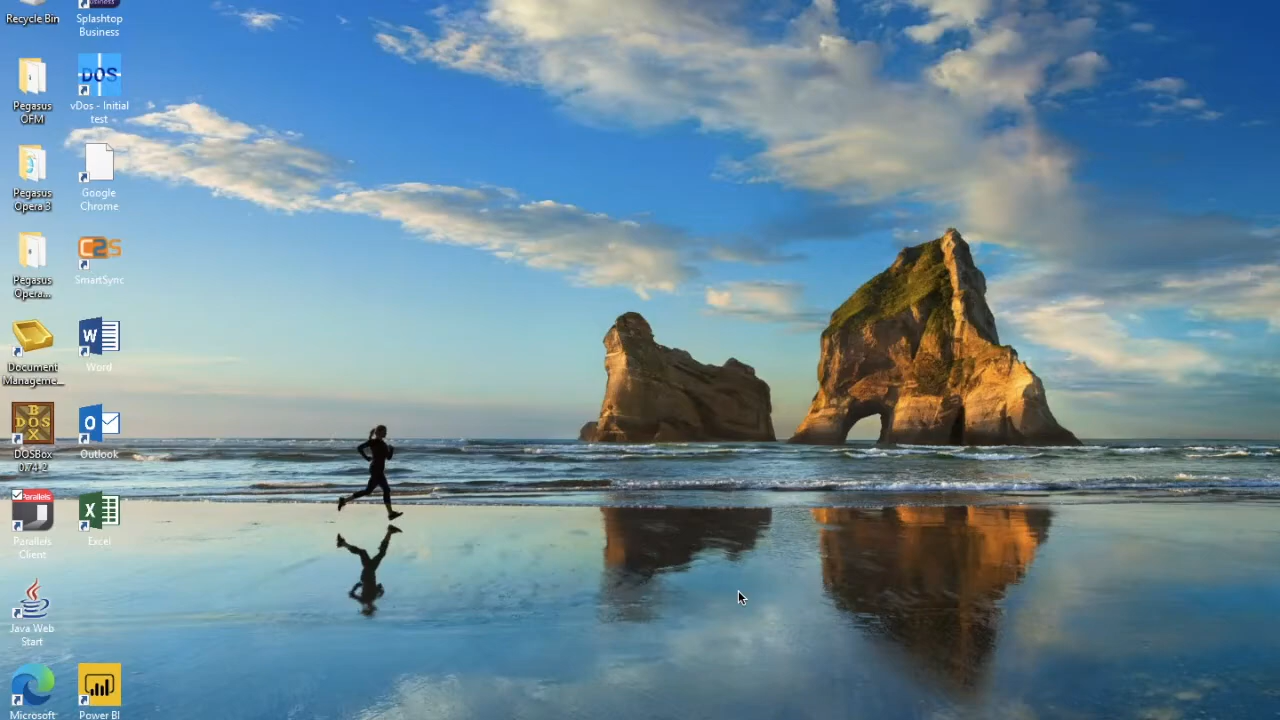 Recycle Bin
Splashtop
Business
Pegasus
OFM
DOS
vDos - Initial
test
Pegasus
Opera 3
Google
Chrome
Pegasus
Opera...
C2S
SmartSync
Document
Manageme...
W
Word
B
DOS
X
DOSBox
0.74-2
O
Outlook
Parallels
Parallels
Client
X
Excel
Java Web
Start
Microsoft
Power BI